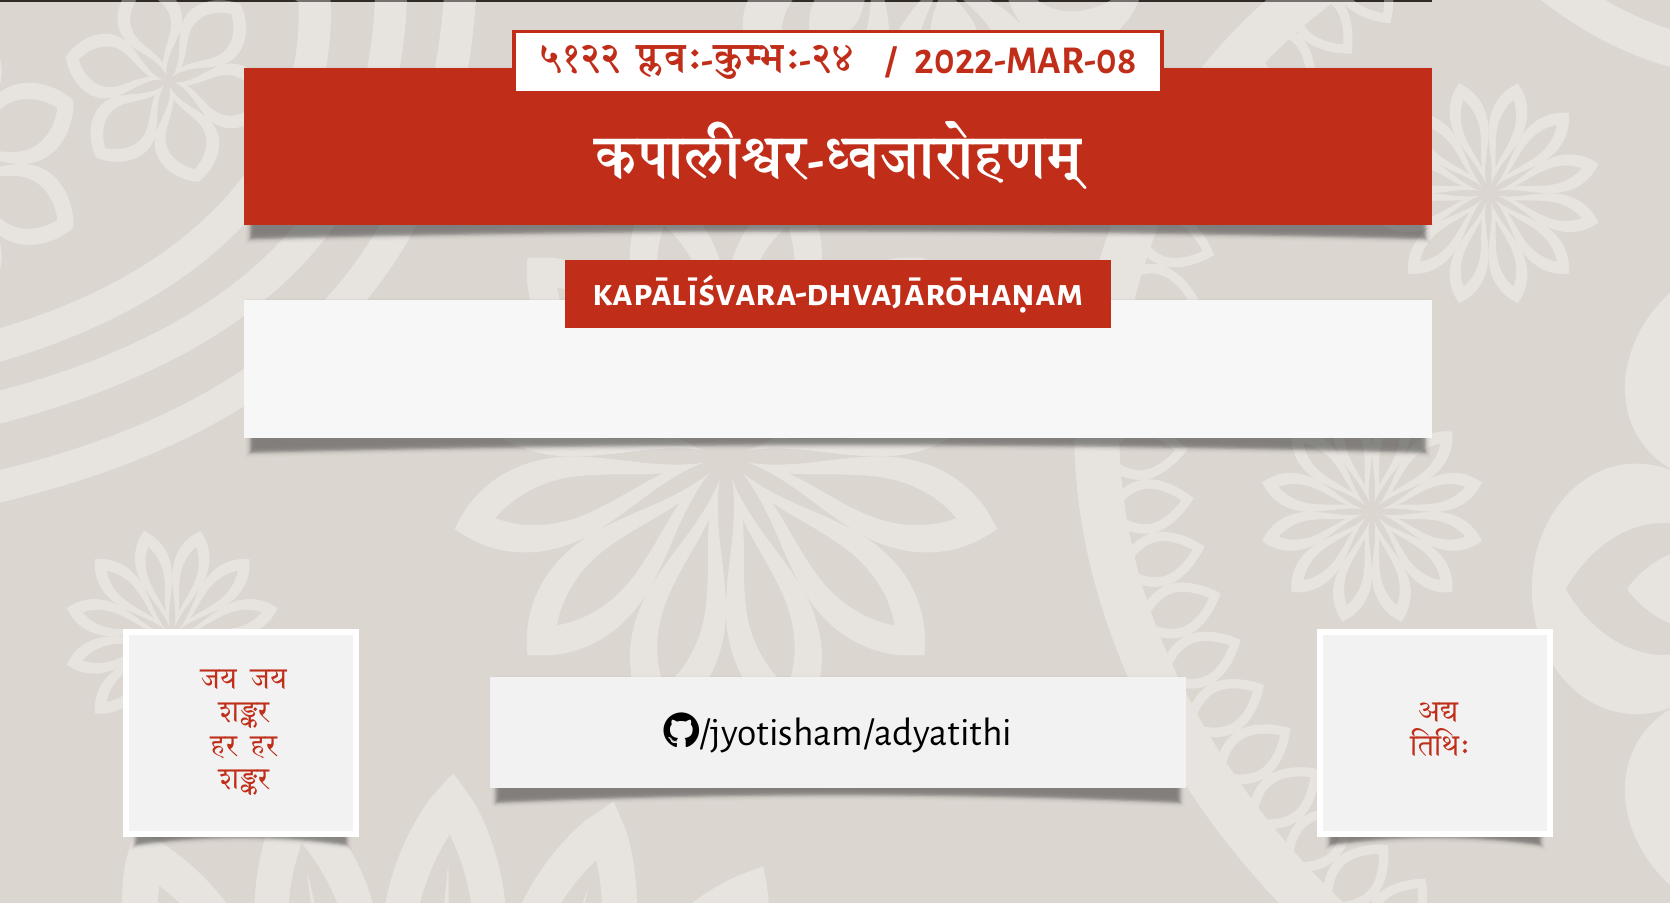 ५१२२ प्लवः-कुम्भः-२४ / 2022-MAR-08
कपालीश्वर-ध्वजारोहणम्
KAPĀLĪŚVARA-DHVAJĀRŌHAṆAM
जय जय
शङ्कर
हर हर
शङ्कर
/jyotisham/adyatithi
अद्य
तिथिः